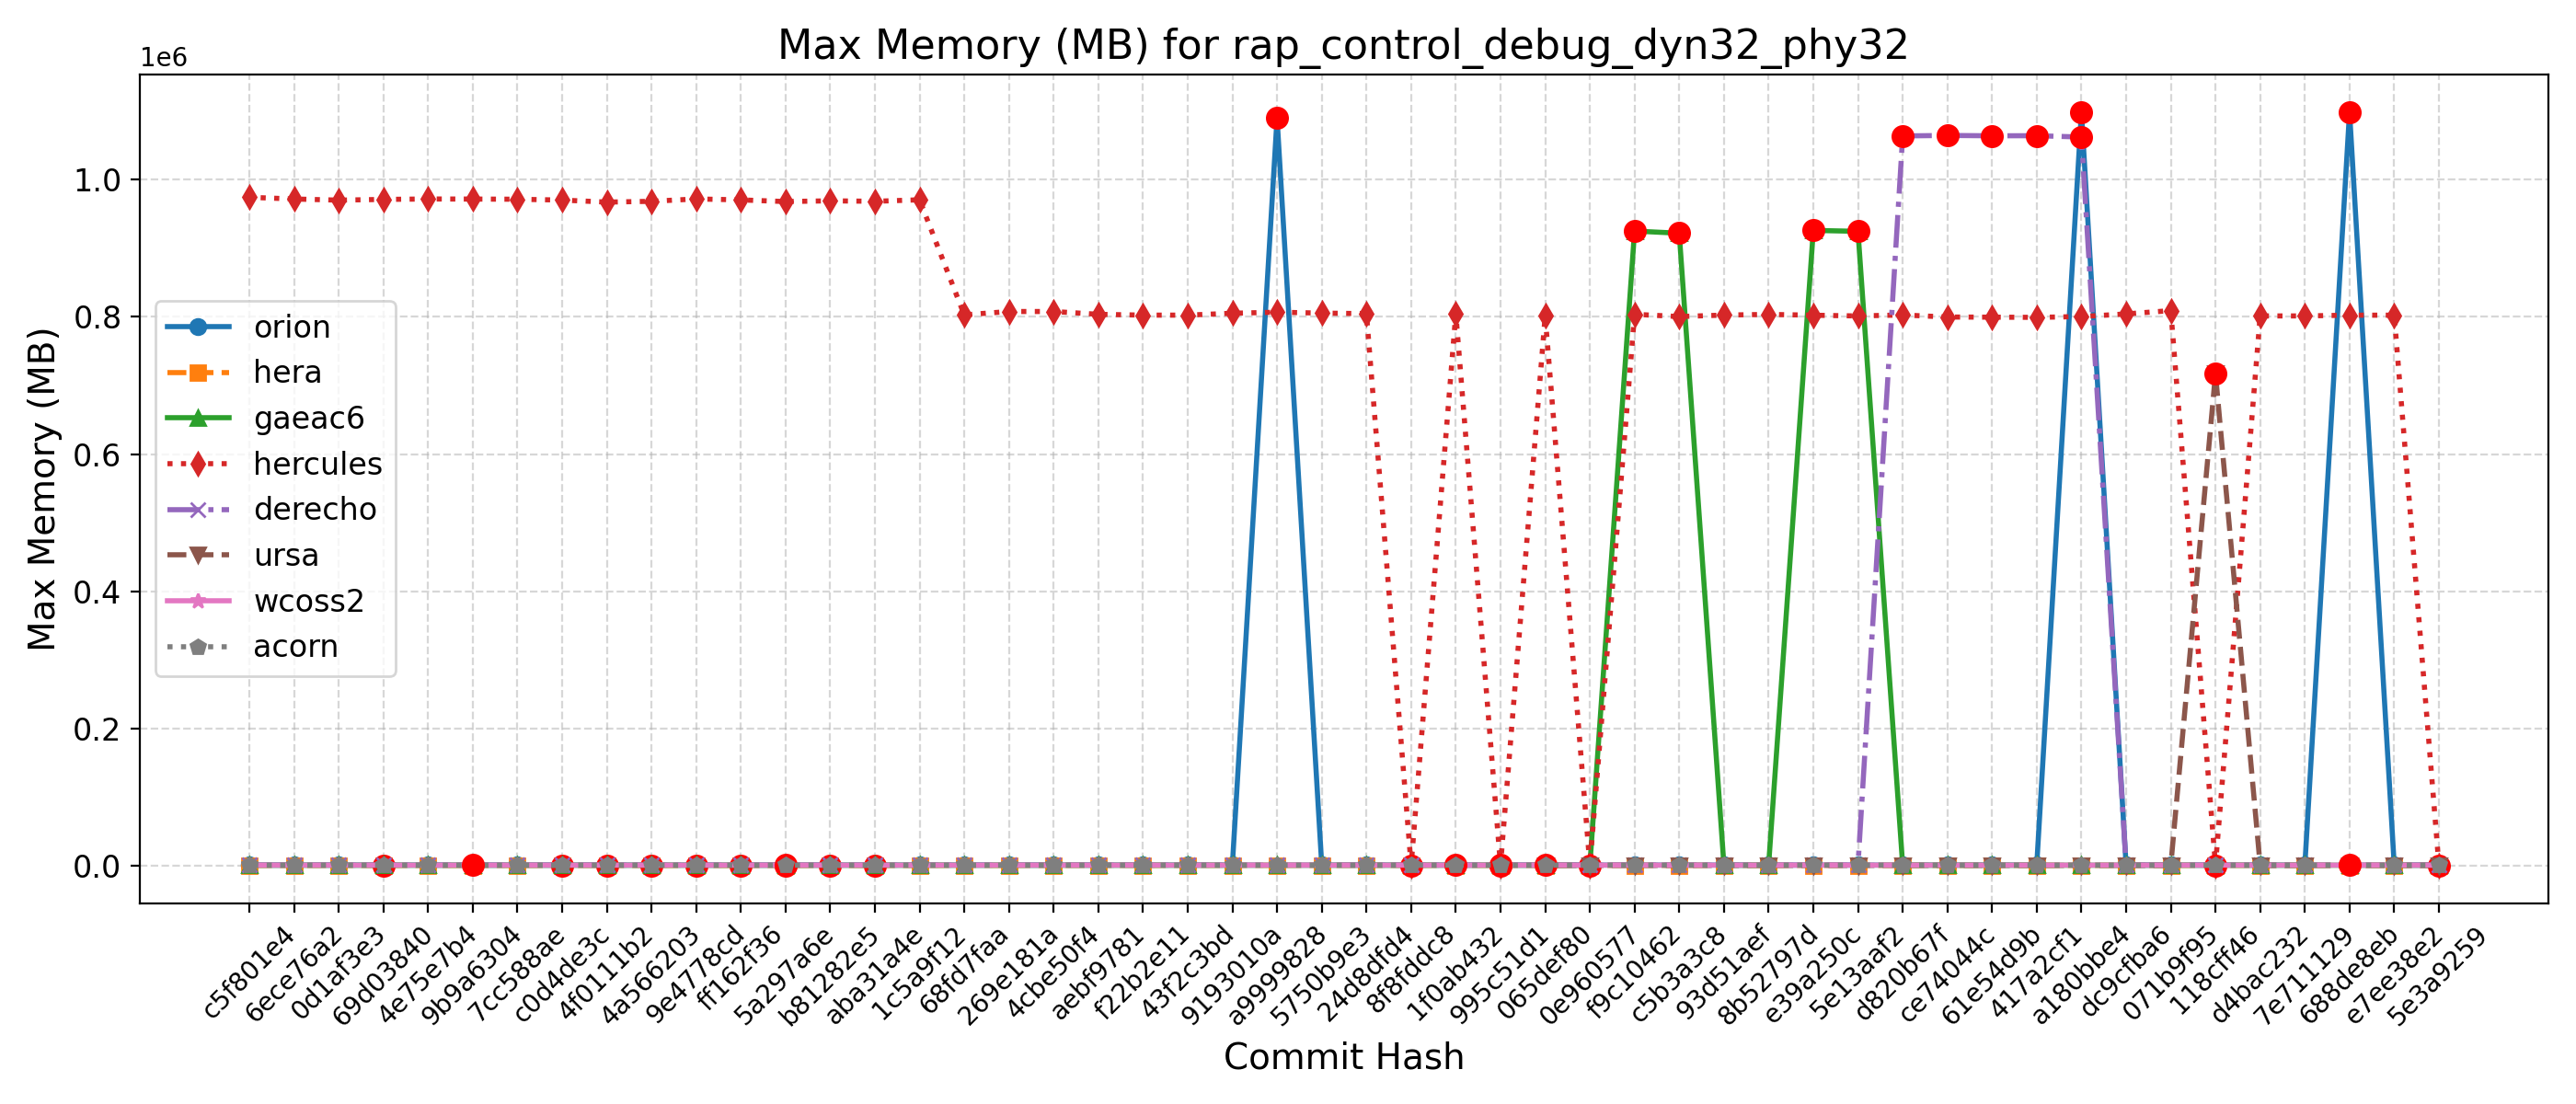 Max Memory (MB) for rap_control_debug_dyn32_phy32
1e6
Max Memory (MB)
1.0
0.8
0.6
0.4
0.2
0.0
orion
hera
gaeac6
hercules
derecho
ursa
wcoss2
acorn
c5f801e4
6ece76a2
0d1af3e3
69d03840
4e75e7b4
9b9a6304
7cc588ae
c0d4de3c
4f0111b2
4a566203
9e4778cd
ff162f36
5a297a6e
b81282e5
aba31a4e
1c5a9f12
68fd7faa
269e181a
4cbe50f4
aebf9781
f22b2e11
43f2c3bd
9193010a
a9999828
5750b9e3
24d8dfd4
8f8fddc8
1f0ab432
995c51d1
065def80
0e960577
f9c10462
c5b3a3c8
93d51aef
8b52797d
e39a250c
5e13aaf2
d820b67f
ce74044c
61e54d9b
417a2cf1
a180bbe4
dc9cfba6
071b9f95
118cff46
d4bac232
7e711129
688de8eb
e7ee38e2
5e3a9259
Commit Hash